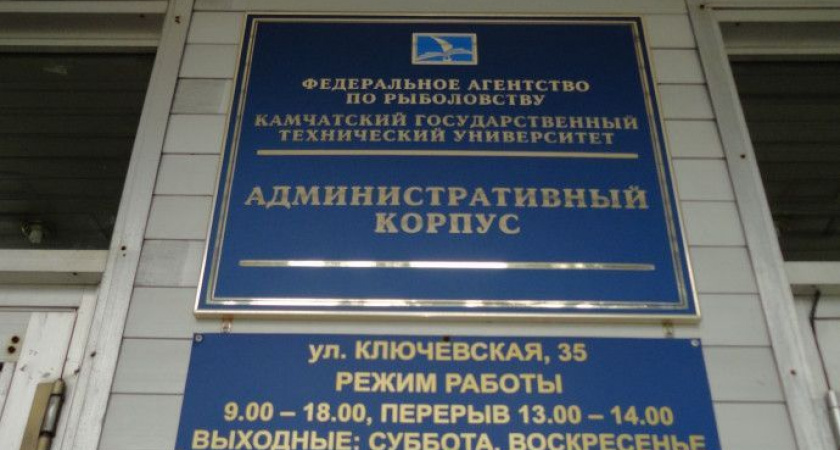 ФЕДЕРАЛЬНОЕ АГЕНТСТВО
ПО РЫБОЛОВСТВУ
КАМЧАТСКИЙ ГОСУДАРСТВЕННЫЙ
ТЕХНИЧЕСКИЙ УНИВЕРСИТЕТ
АДМИНИСТРАТИВНЫЙ
КОРПУС
ул. КЛЮЧЕВСКАЯ, 35
РЕЖИМ РАБОТЫ
9.00 – 18.00, ПЕРЕРЫВ 13.00 – 14.00
ВЫХОДНЫЕ: СУББОТА, ВОСКРЕСЕНЬЕ